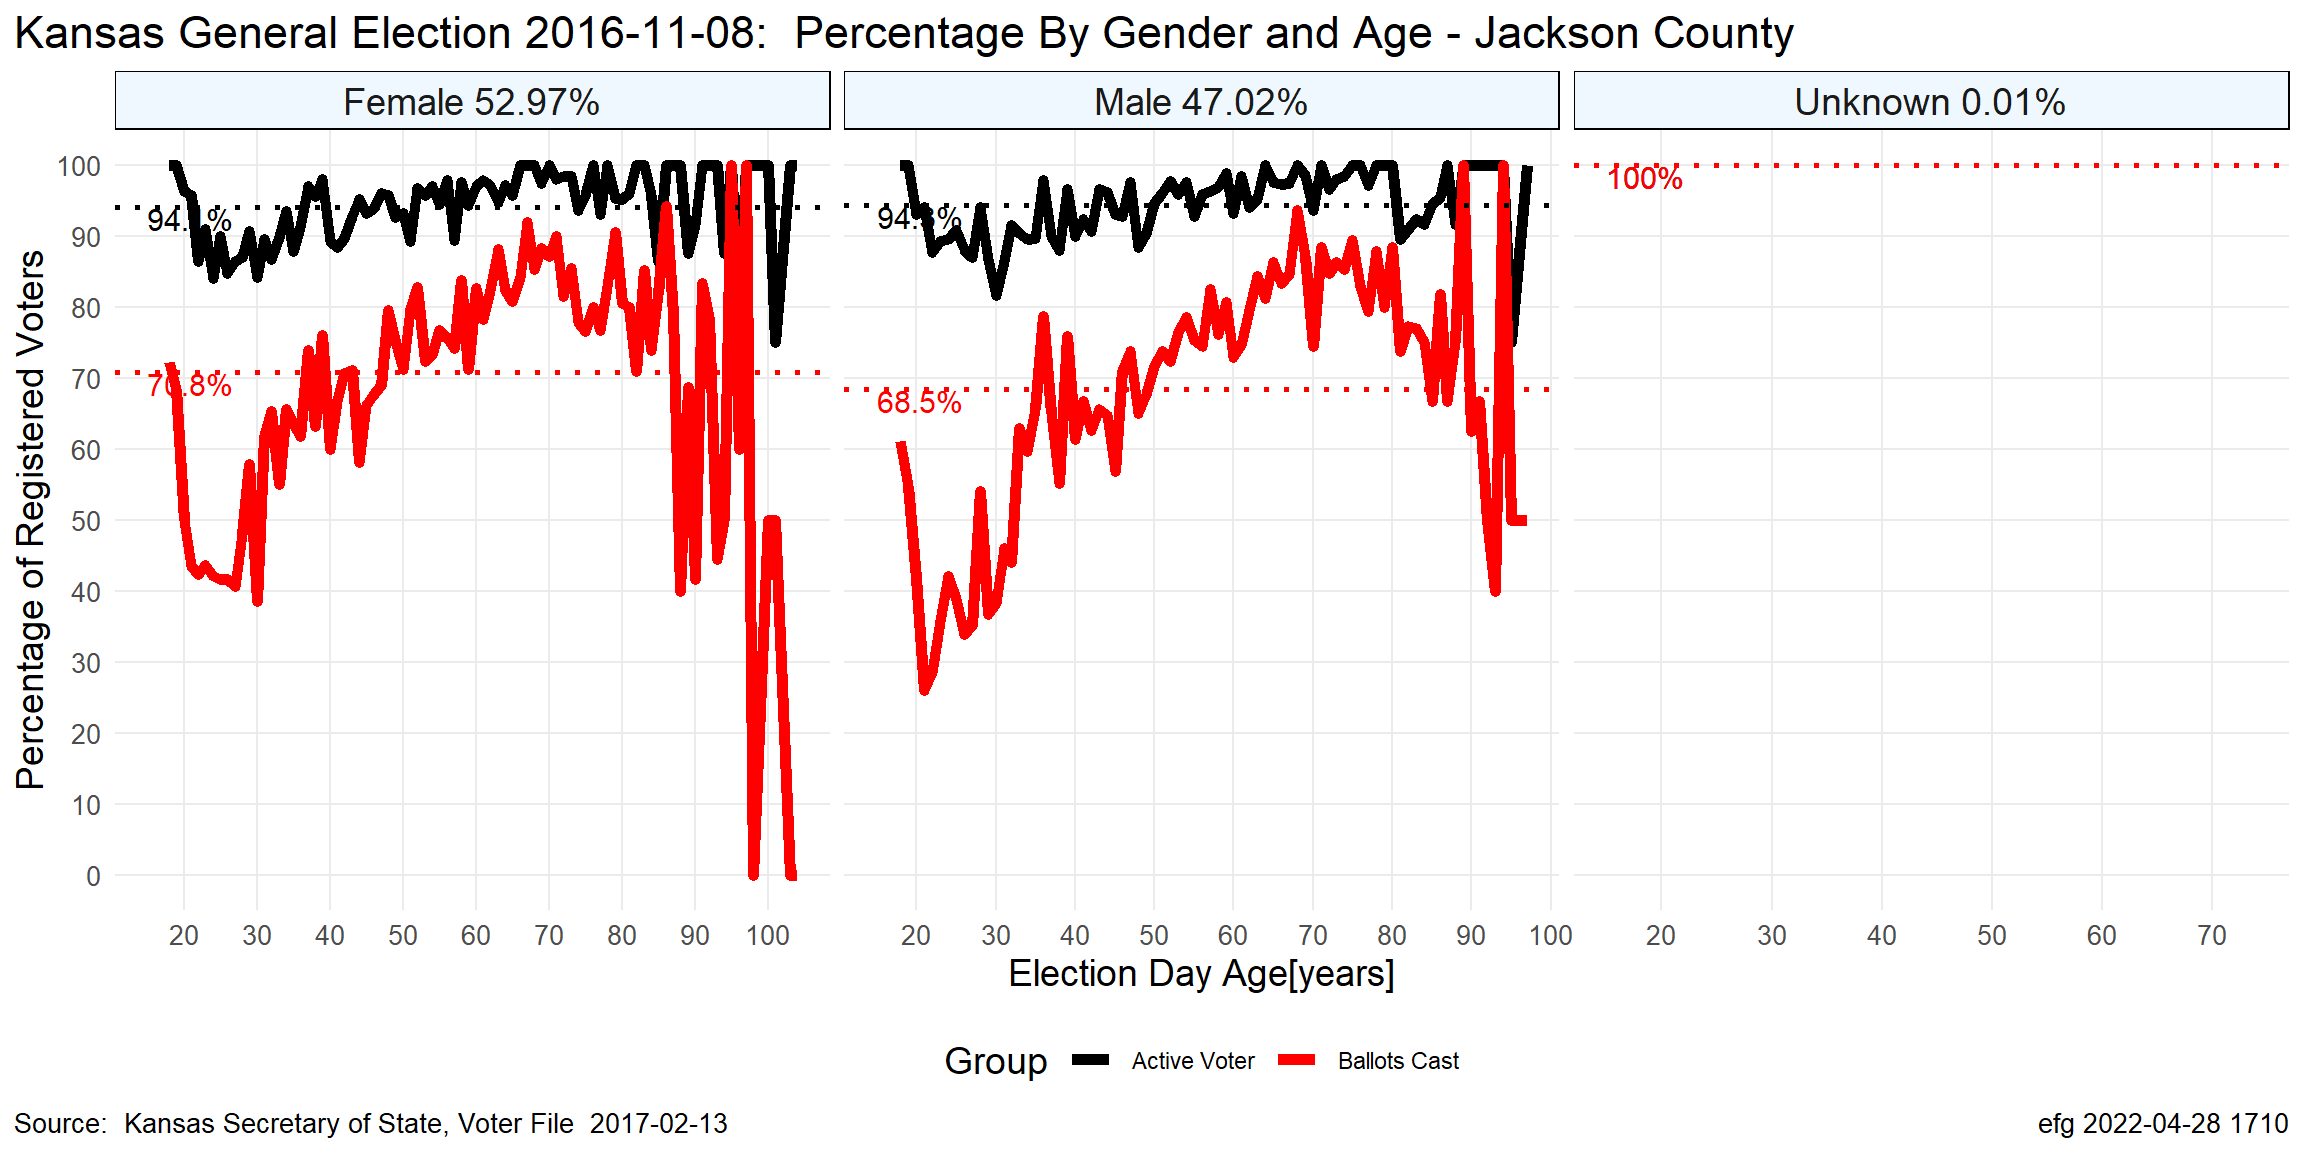 Kansas General Election 2016-11-08:  Percentage By Gender and Age - Jackson County
Female 52.97%
Male 47.02%
Unknown 0.01%
Percentage of Registered Voters
100
90
80
70
60
50
40
30
20
10
0
70.8%
68.5%
100%
20 30 40 50 60 70 80 90 100
20 30 40 50 60 70 80 90 100
20 30 40 50 60 70
Election Day Age[years]
Group Active Voter Ballots Cast
Source:  Kansas Secretary of State, Voter File  2017-02-13
efg 2022-04-28 1710